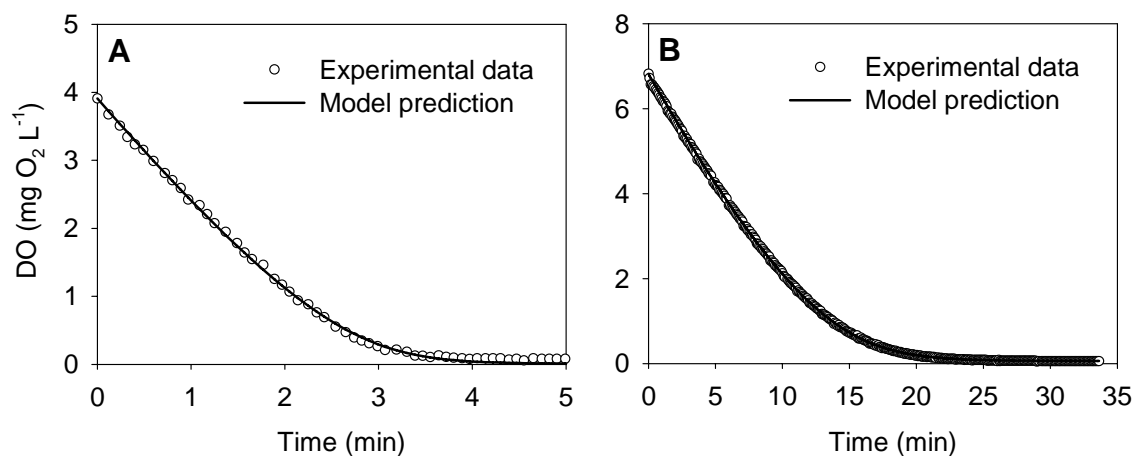 A
Experimental data
Model prediction
DO (mg O₂ L⁻¹)
5
4
3
2
1
0
0 1 2 3 4 5
Time (min)
B
Experimental data
Model prediction
8
6
4
2
0
0 5 10 15 20 25 30 35
Time (min)